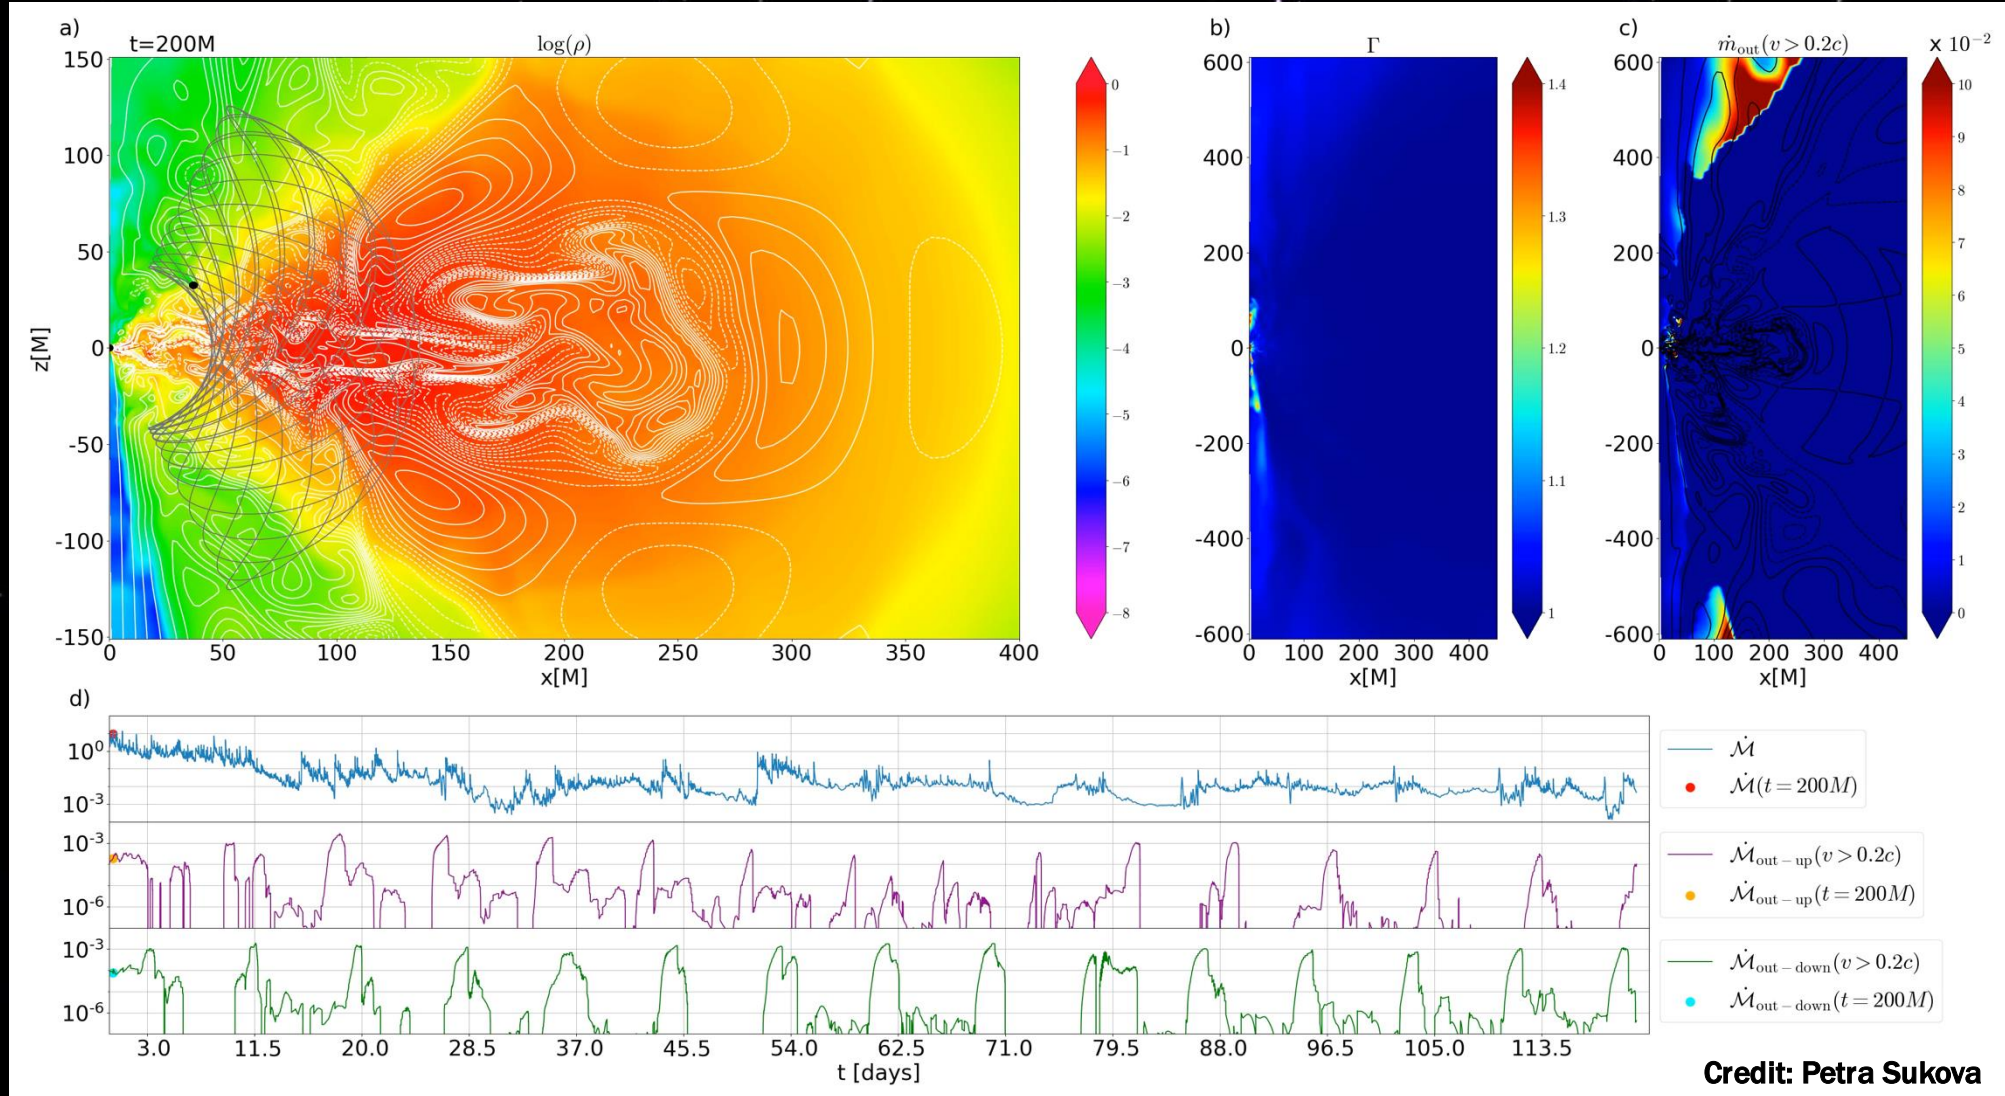 a)
t=200M
log(ρ)
150
100
50
0
-50
-100
-150
z[M]
0 50 100 150 200 250 300 350 400
x[M]
0
−1
−2
−3
−4
−5
−6
−7
−8
b)
Γ
600
400
200
0
-200
-400
-600
0 100 200 300 400
x[M]
1.4
1.3
1.2
1.1
1
c)
ṁout(v > 0.2c)
x 10⁻²
600
400
200
0
-200
-400
-600
0 100 200 300 400
x[M]
10
9
8
7
6
5
4
3
2
1
0
d)
10⁰
10⁻³
10⁻³
10⁻⁶
10⁻³
10⁻⁶
3.0 11.5 20.0 28.5 37.0 45.5 54.0 62.5 71.0 79.5 88.0 96.5 105.0 113.5
t [days]
Ṁ
Ṁ(t = 200M)
Ṁout−up(v > 0.2c)
Ṁout−up(t = 200M)
Ṁout−down(v > 0.2c)
Ṁout−down(t = 200M)
Credit: Petra Sukova